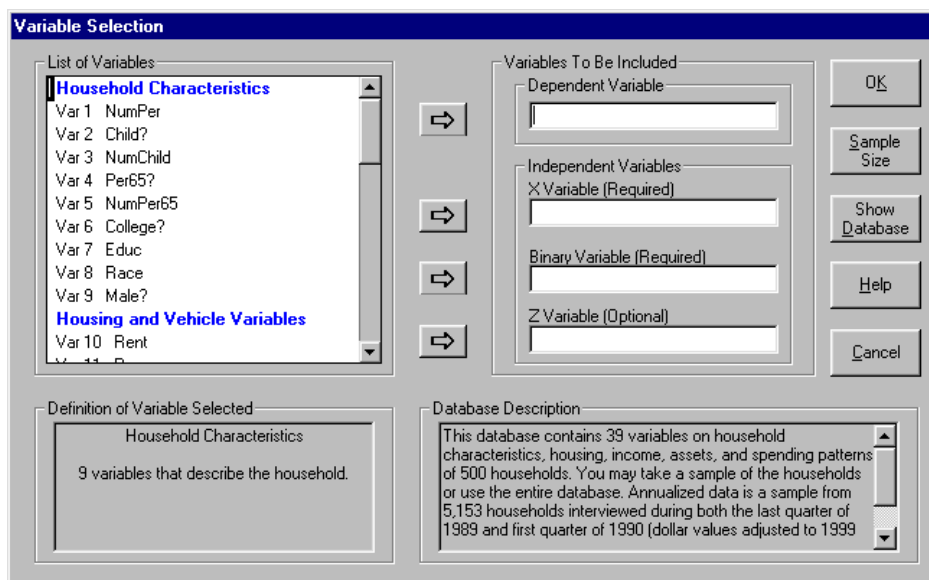 Variable Selection
List of Variables
Household Characteristics
Var 1 NumPer
Var 2 Child?
Var 3 NumChild
Var 4 Per65?
Var 5 NumPer65
Var 6 College?
Var 7 Educ
Var 8 Race
Var 9 Male?
Housing and Vehicle Variables
Var 10 Rent
Variables To Be Included
Dependent Variable
Independent Variables
X Variable (Required)
Binary Variable (Required)
Z Variable (Optional)
OK
Sample
Size
Show
Database
Help
Cancel
Definition of Variable Selected
Household Characteristics
9 variables that describe the household.
Database Description
This database contains 39 variables on household
characteristics, housing, income, assets, and spending patterns
of 500 households. You may take a sample of the households
or use the entire database. Annualized data is a sample from
5,153 households interviewed during both the last quarter of
1989 and first quarter of 1990 (dollar values adjusted to 1999